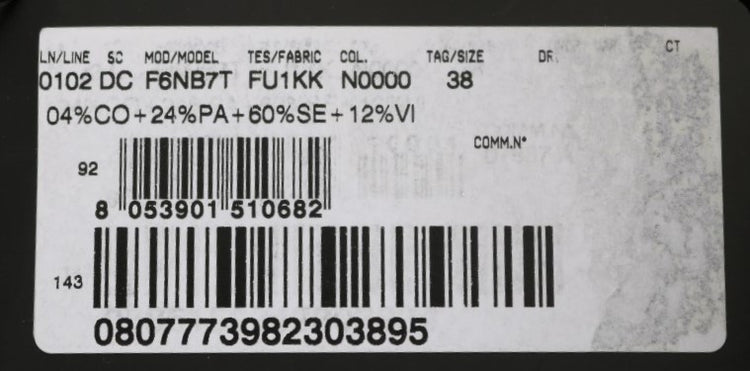 LN/LINE SC MOD/MODEL TES/FABRIC COL. TAG/SIZE DR. CT
0102 DC F6NB7T FU1KK N0000 38
04%CO+24%PA+60%SE+12%VI
COMM.N°
92
8 053901 510682
143
0807773982303895